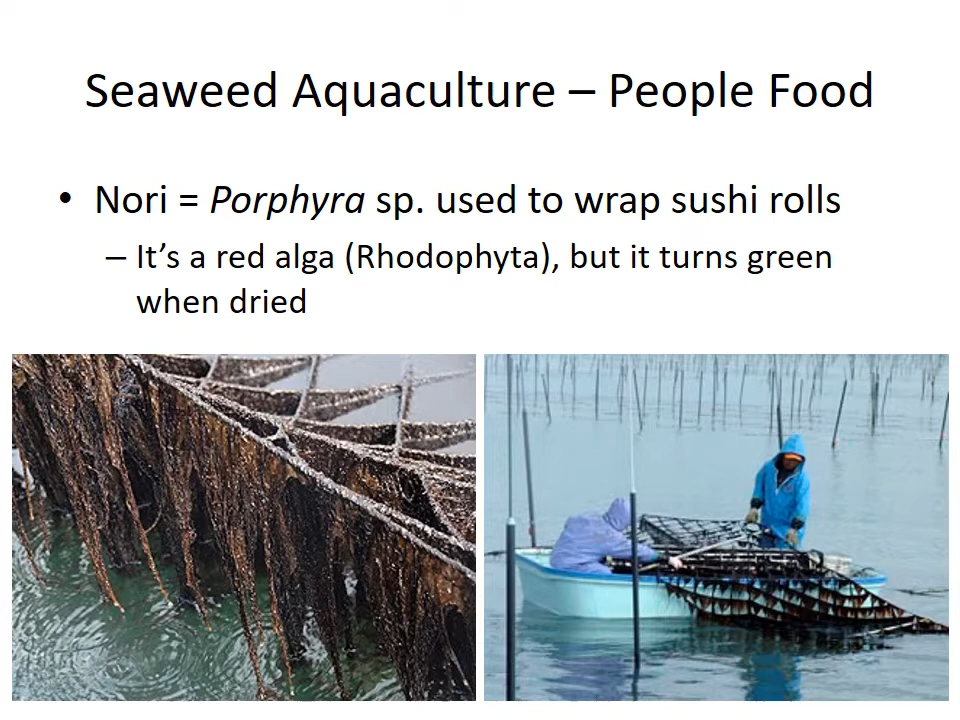 Seaweed Aquaculture – People Food
• Nori = Porphyra sp. used to wrap sushi rolls
– It’s a red alga (Rhodophyta), but it turns green
when dried